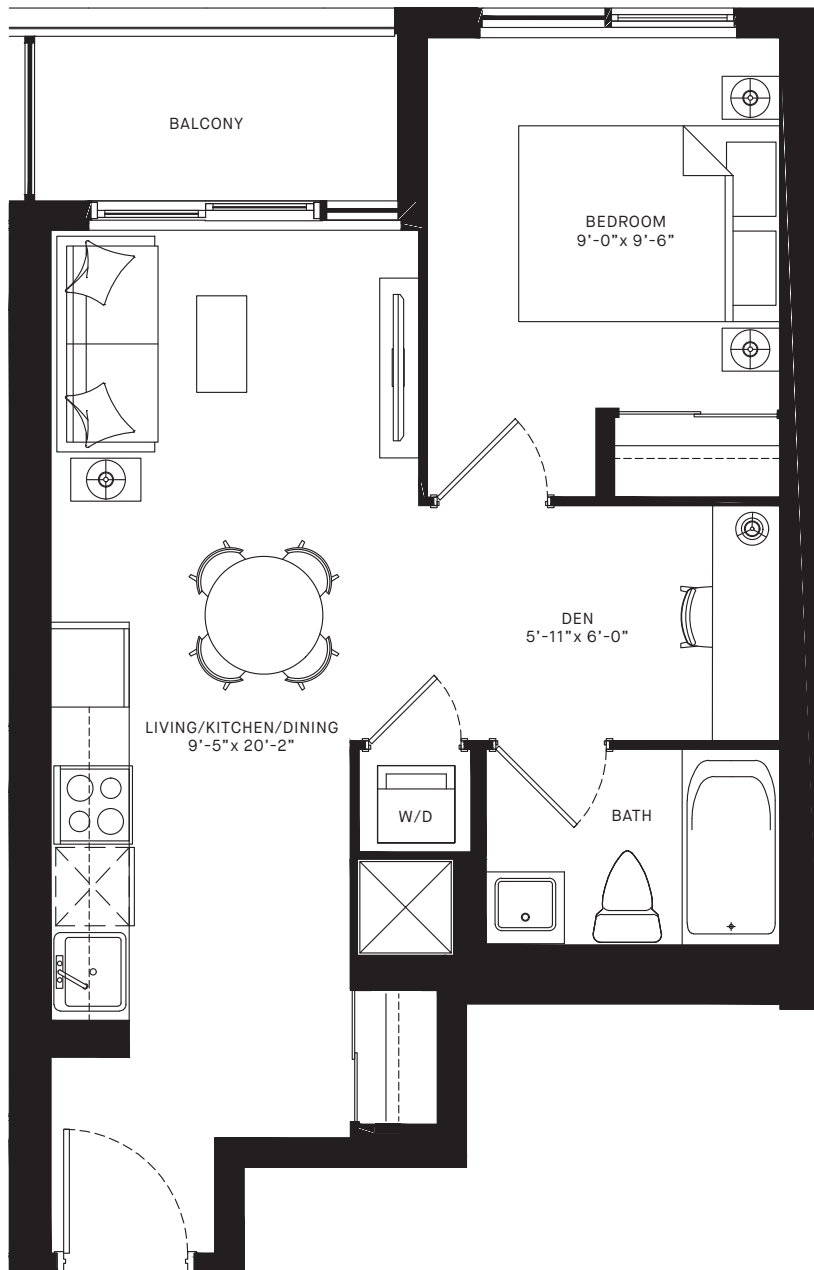 BALCONY
BEDROOM
9’-0”x 9’-6”
DEN
5’-11”x 6’-0”
LIVING/KITCHEN/DINING
9’-5”x 20’-2”
W/D
BATH